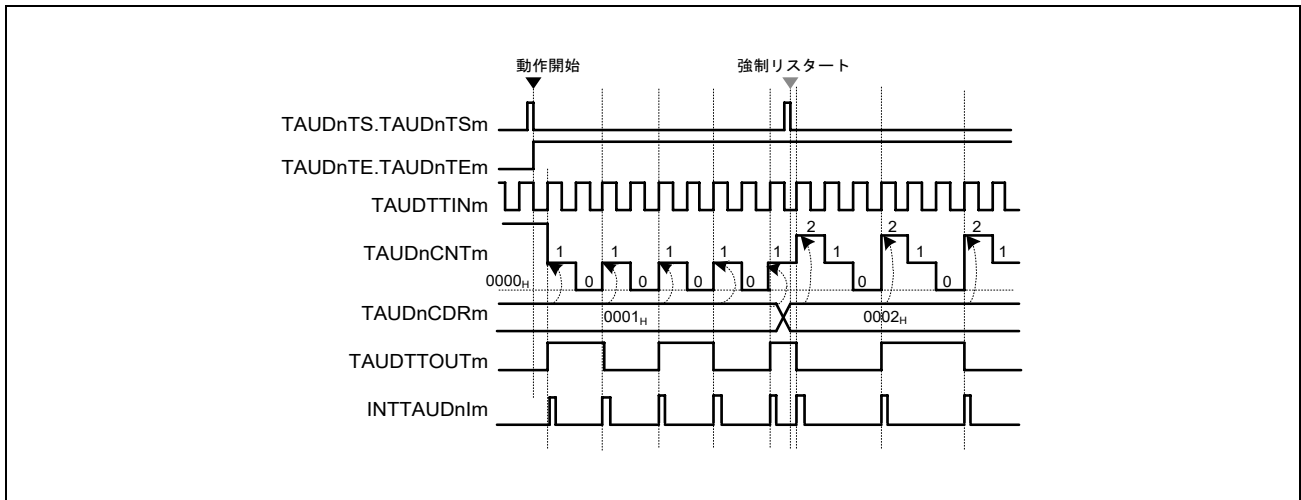 動作開始 強制リスタート
TAUDnTS.TAUDnTSm
TAUDnTE.TAUDnTEm
TAUDTTINm
2 2 2
TAUDnCNTm 1 1 1 1 1 1 1 1
0000H 0 0 0 0 0 0
TAUDnCDRm 0001H 0002H
TAUDTTOUTm
INTTAUDnIm